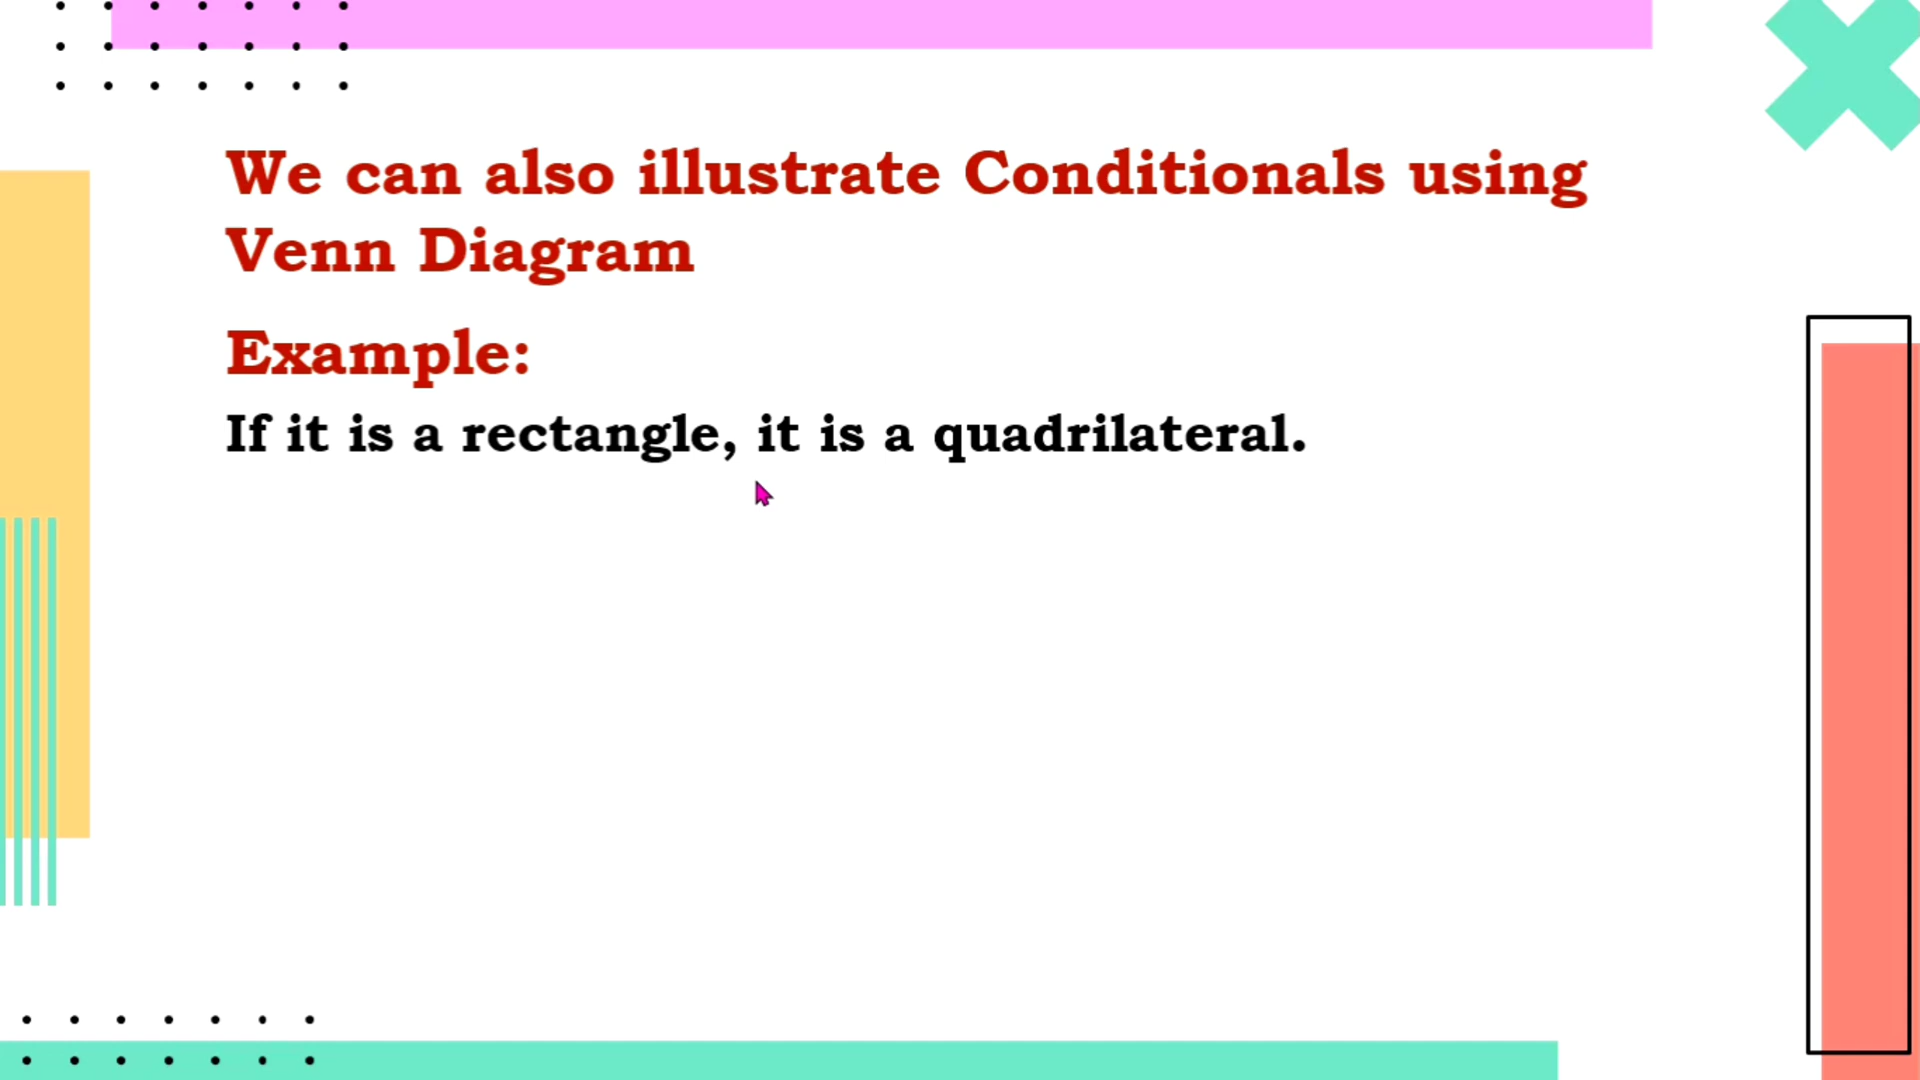 We can also illustrate Conditionals using
Venn Diagram
Example:
If it is a rectangle, it is a quadrilateral.